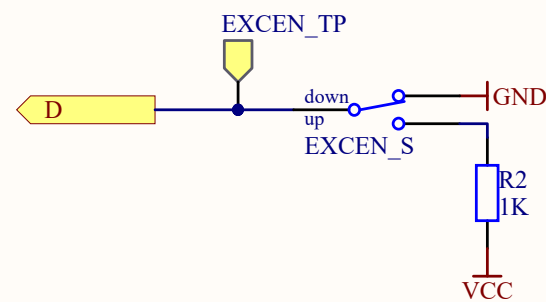 EXCEN_TP
D
down
up
GND
EXCEN_S
R2
1K
VCC